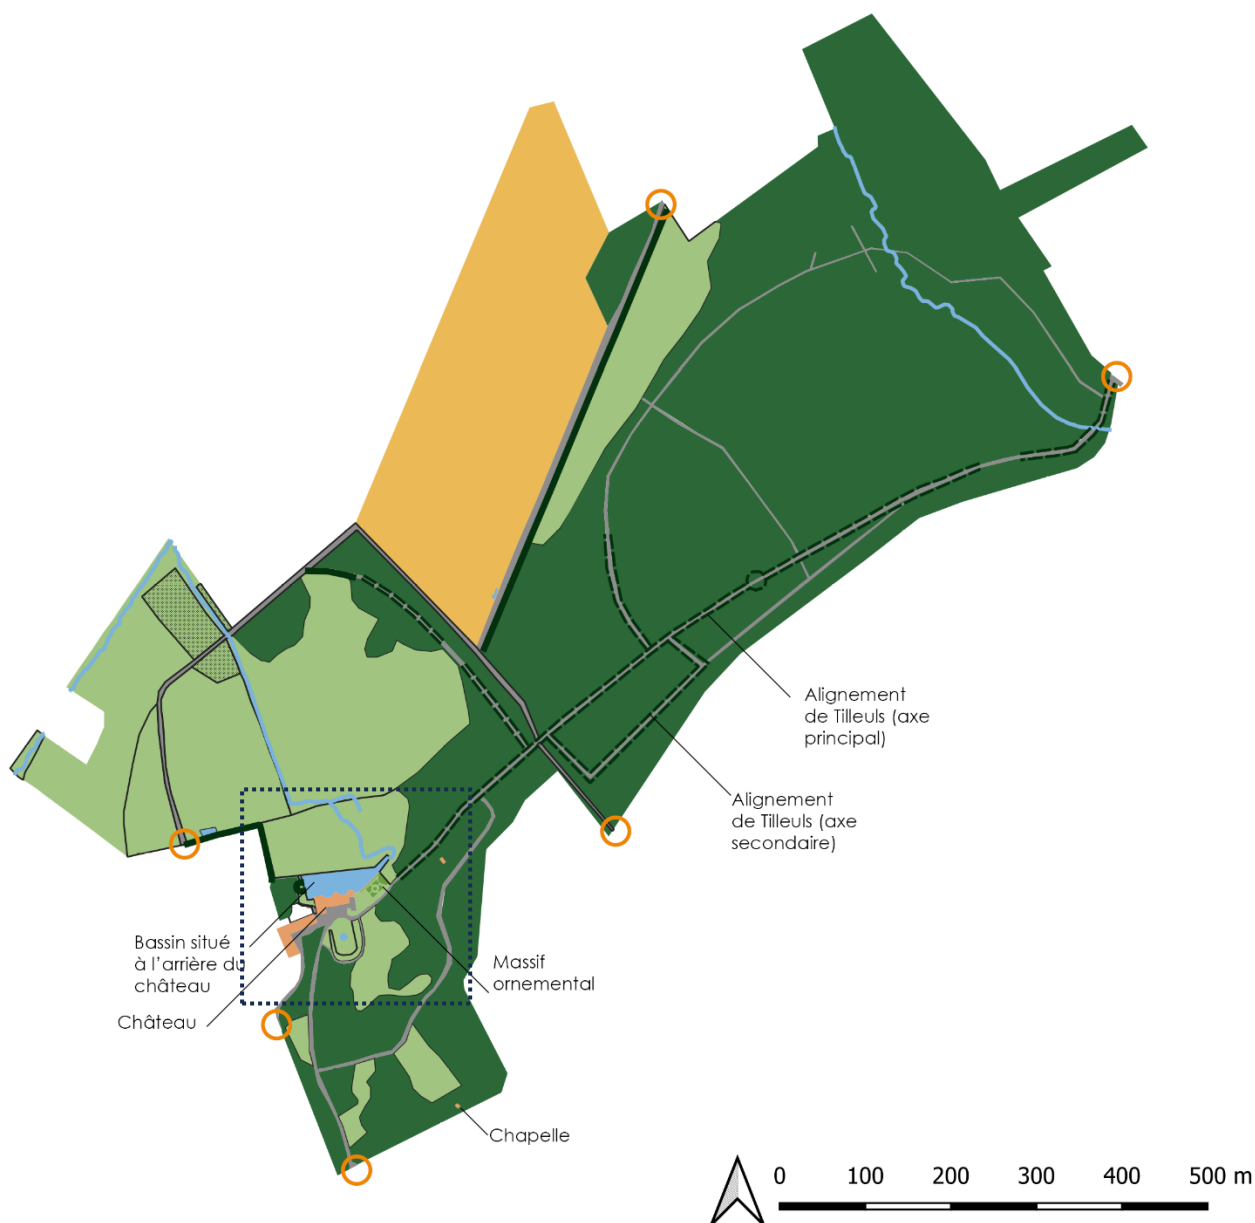 Alignement
de Tilleuls (axe
principal)
Alignement
de Tilleuls (axe
secondaire)
Bassin situé
à l’arrière du
château
Massif
ornemental
Château
Chapelle
0 100 200 300 400 500 m